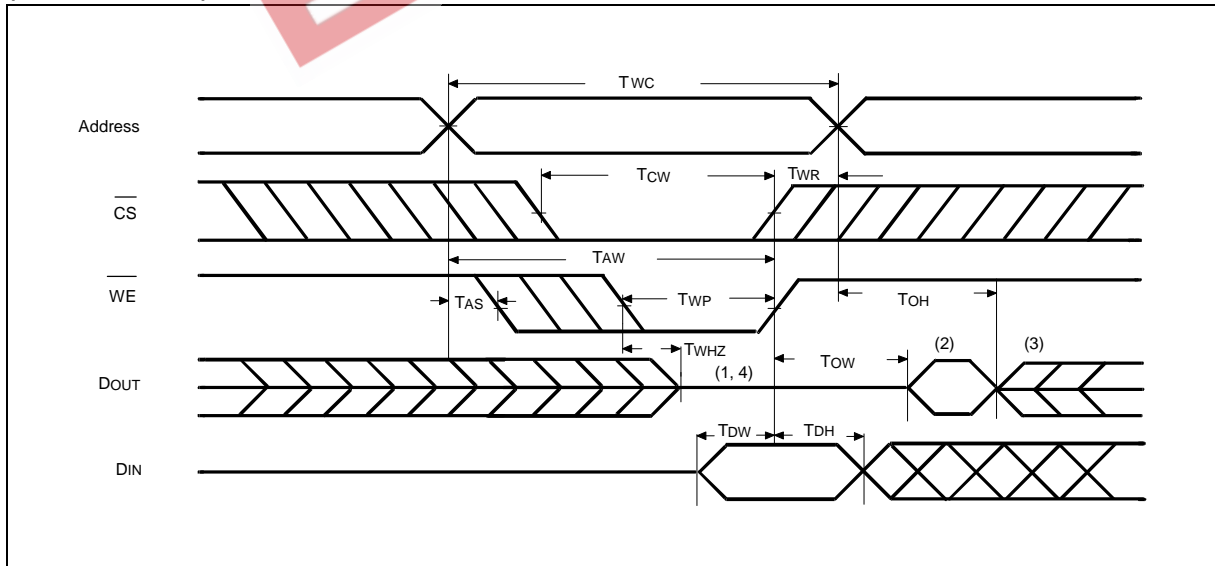 TWC
Address
TCW
TWR
CS
TAW
WE
TAS
TWP
TOH
TWHZ
(1, 4)
TOW
(2)
(3)
DOUT
TDW
TDH
DIN